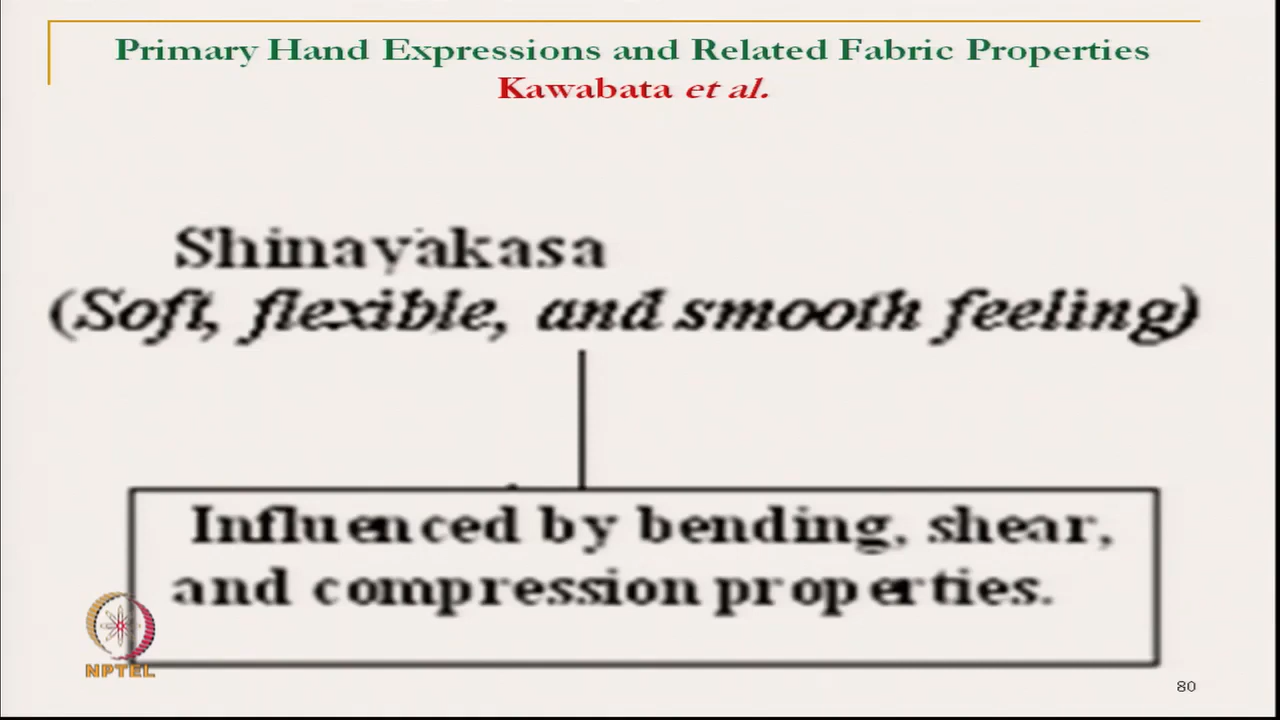 Primary Hand Expressions and Related Fabric Properties
Kawabata et al.
Shinayakasa
(Soft, flexible, and smooth feeling)
Influenced by bending, shear,
and compression properties.
NPTEL
80